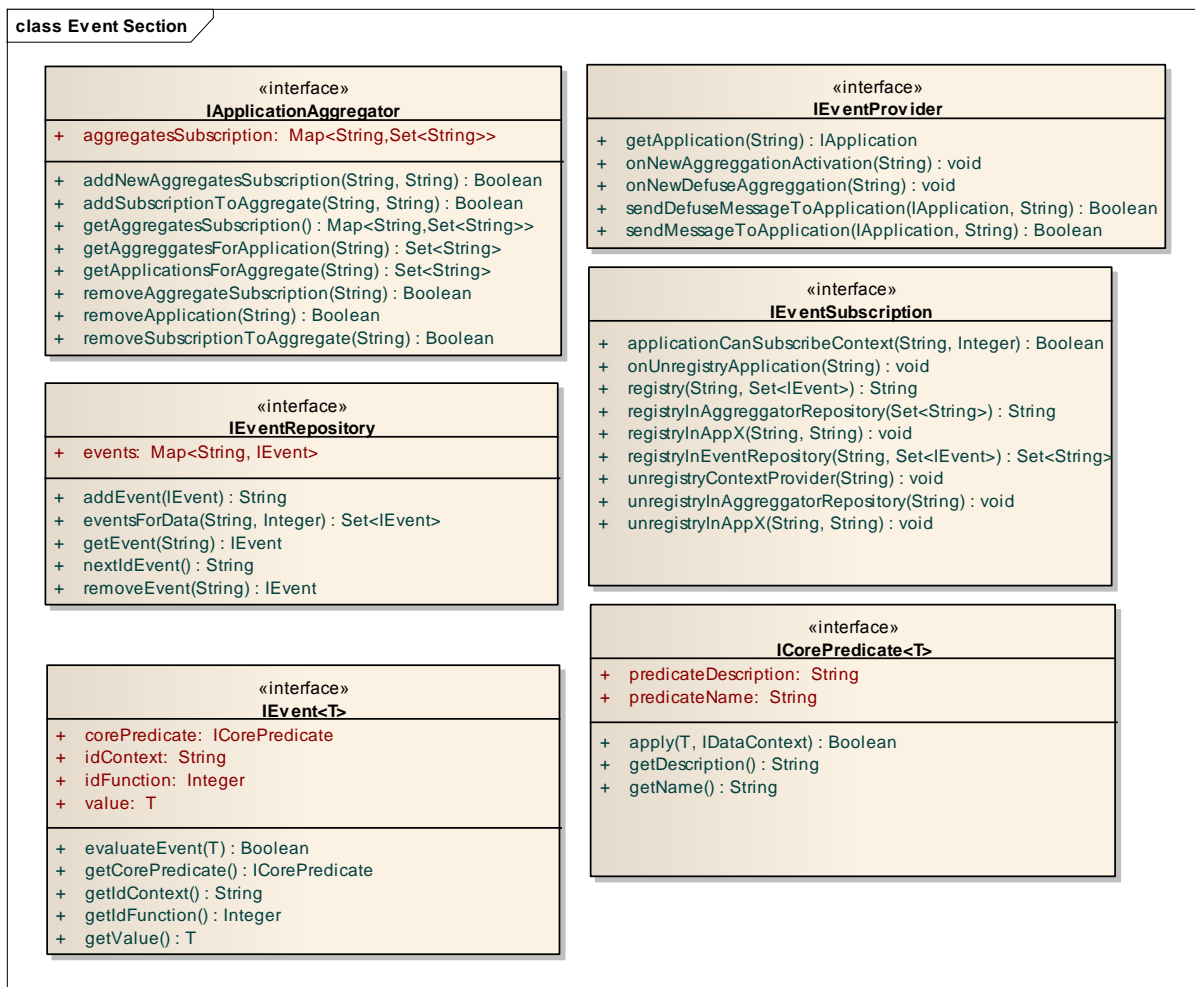 class Event Section
«interface»
IApplicationAggregator
+ aggregatesSubscription: Map<String,Set<String>>
+ addNewAggregatesSubscription(String, String) : Boolean
+ addSubscriptionToAggregate(String, String) : Boolean
+ getAggregatesSubscription() : Map<String,Set<String>>
+ getAggreggatesForApplication(String) : Set<String>
+ getApplicationsForAggregate(String) : Set<String>
+ removeAggregateSubscription(String) : Boolean
+ removeApplication(String) : Boolean
+ removeSubscriptionToAggregate(String) : Boolean
«interface»
IEventProvider
+ getApplication(String) : IApplication
+ onNewAggreggationActivation(String) : void
+ onNewDefuseAggreggation(String) : void
+ sendDefuseMessageToApplication(IApplication, String) : Boolean
+ sendMessageToApplication(IApplication, String) : Boolean
«interface»
IEventSubscription
+ applicationCanSubscribeContext(String, Integer) : Boolean
+ onUnregistryApplication(String) : void
+ registry(String, Set<IEvent>) : String
+ registryInAggreggatorRepository(Set<String>) : String
+ registryInAppX(String, String) : void
+ registryInEventRepository(String, Set<IEvent>) : Set<String>
+ unregistryContextProvider(String) : void
+ unregistryInAggreggatorRepository(String) : void
+ unregistryInAppX(String, String) : void
«interface»
IEventRepository
+ events: Map<String, IEvent>
+ addEvent(IEvent) : String
+ eventsForData(String, Integer) : Set<IEvent>
+ getEvent(String) : IEvent
+ nextIdEvent() : String
+ removeEvent(String) : IEvent
«interface»
ICorePredicate<T>
+ predicateDescription: String
+ predicateName: String
+ apply(T, IDataContext) : Boolean
+ getDescription() : String
+ getName() : String
«interface»
IEvent<T>
+ corePredicate: ICorePredicate
+ idContext: String
+ idFunction: Integer
+ value: T
+ evaluateEvent(T) : Boolean
+ getCorePredicate() : ICorePredicate
+ getIdContext() : String
+ getIdFunction() : Integer
+ getValue() : T